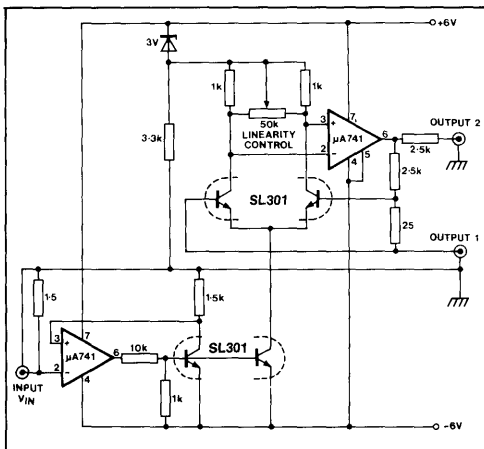 +6V
3V
1k
1k
50k
LINEARITY
CONTROL
3·3k
3
+
μA741
2
−
7
6
4
5
2·5k
OUTPUT 2
2·5k
SL301
25
OUTPUT 1
1·5
1·5k
3
+
μA741
2
−
7
6
4
10k
SL301
INPUT
VIN
1k
-6V